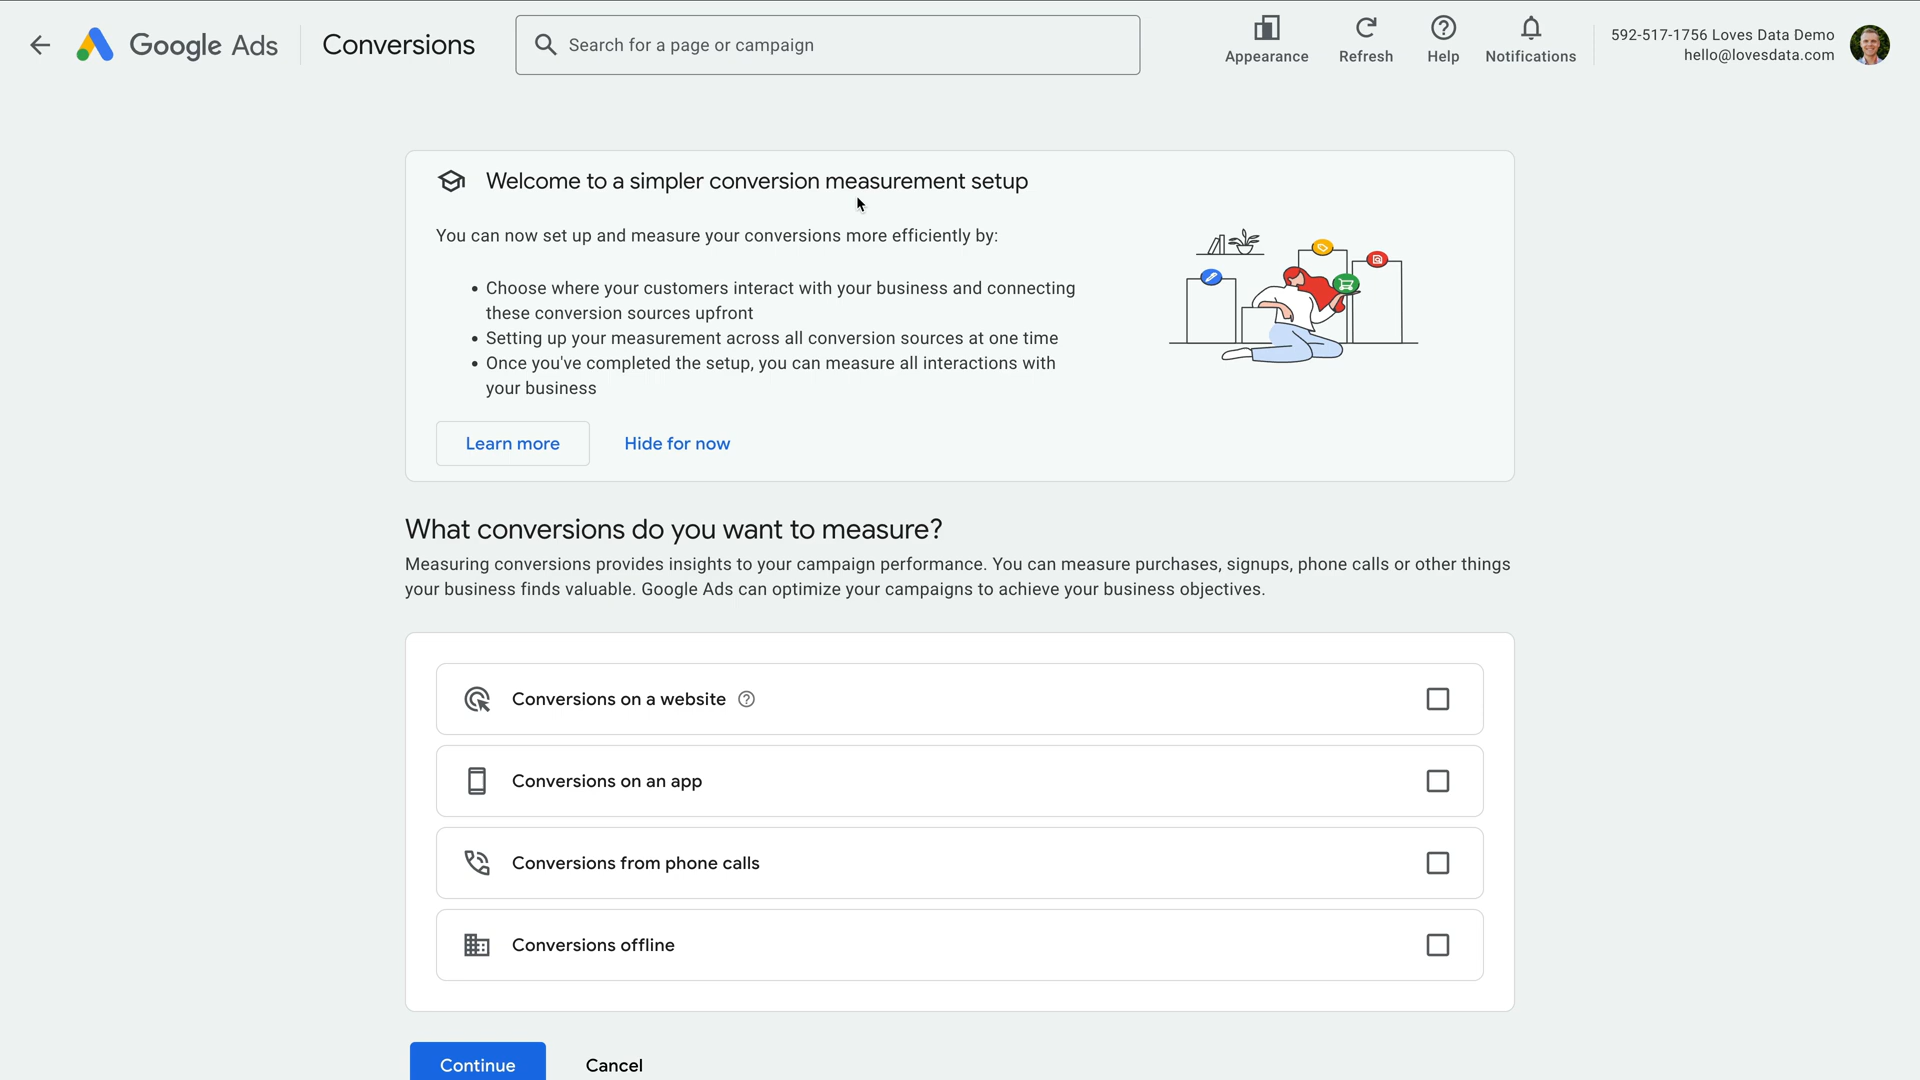 Google Ads
Conversions
Search for a page or campaign
Appearance
Refresh
Help
Notifications
592-517-1756 Loves Data Demo
hello@lovesdata.com
Welcome to a simpler conversion measurement setup
You can now set up and measure your conversions more efficiently by:
• Choose where your customers interact with your business and connecting
these conversion sources upfront
• Setting up your measurement across all conversion sources at one time
• Once you've completed the setup, you can measure all interactions with
your business
Learn more
Hide for now
What conversions do you want to measure?
Measuring conversions provides insights to your campaign performance. You can measure purchases, signups, phone calls or other things
your business finds valuable. Google Ads can optimize your campaigns to achieve your business objectives.
Conversions on a website
Conversions on an app
Conversions from phone calls
Conversions offline
Continue
Cancel